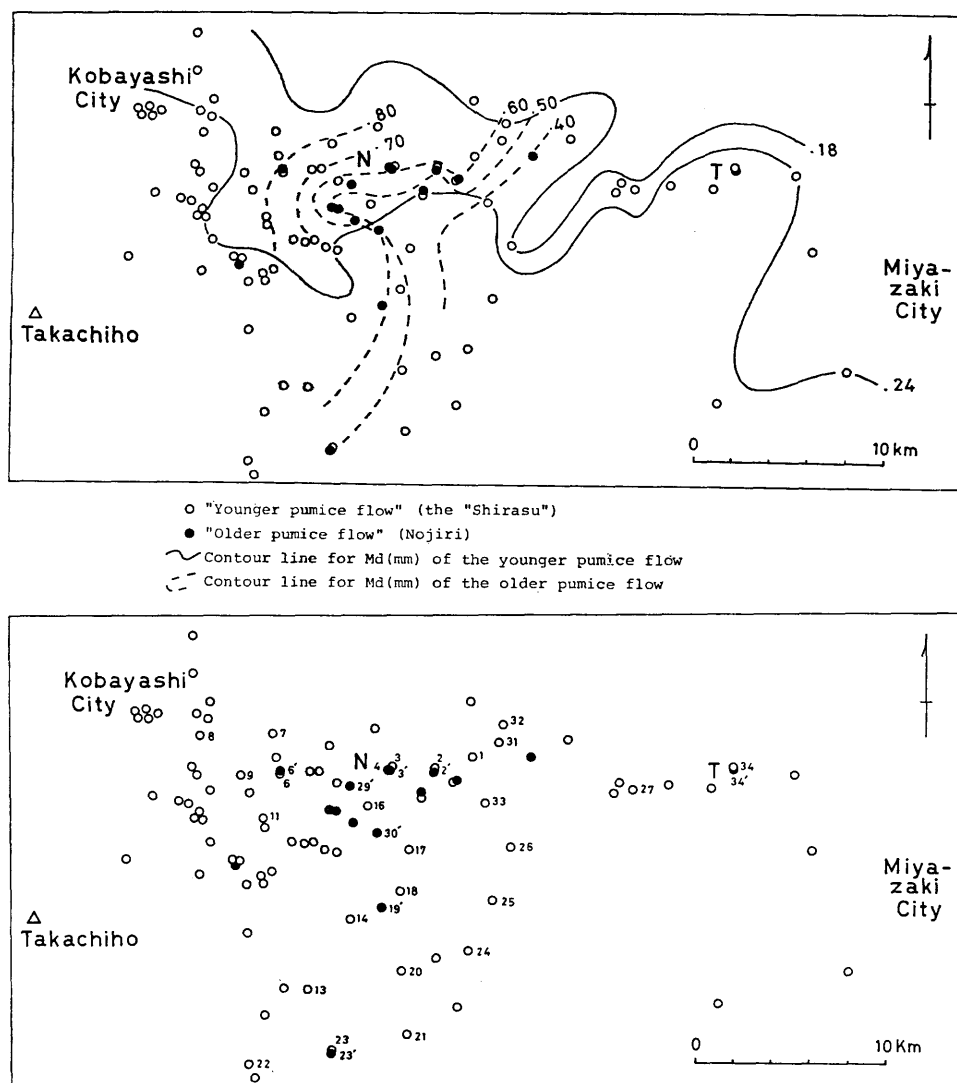 Kobayashi
City
80
70
.60
.50
.40
N
T
.18
Miya-
zaki
City
Takachiho
.24
0
10 km
"Younger pumice flow" (the "Shirasu")
"Older pumice flow" (Nojiri)
Contour line for Md(mm) of the younger pumice flow
Contour line for Md(mm) of the older pumice flow
Kobayashi
City
32
31
8
7
N
3
4
3'
2
2'
1
T
34
34'
6'
6
9
29'
27
16
33
11
30'
17
26
Miya-
zaki
City
18
25
19'
14
Takachiho
24
20
13
21
23
23'
22
0
10 Km